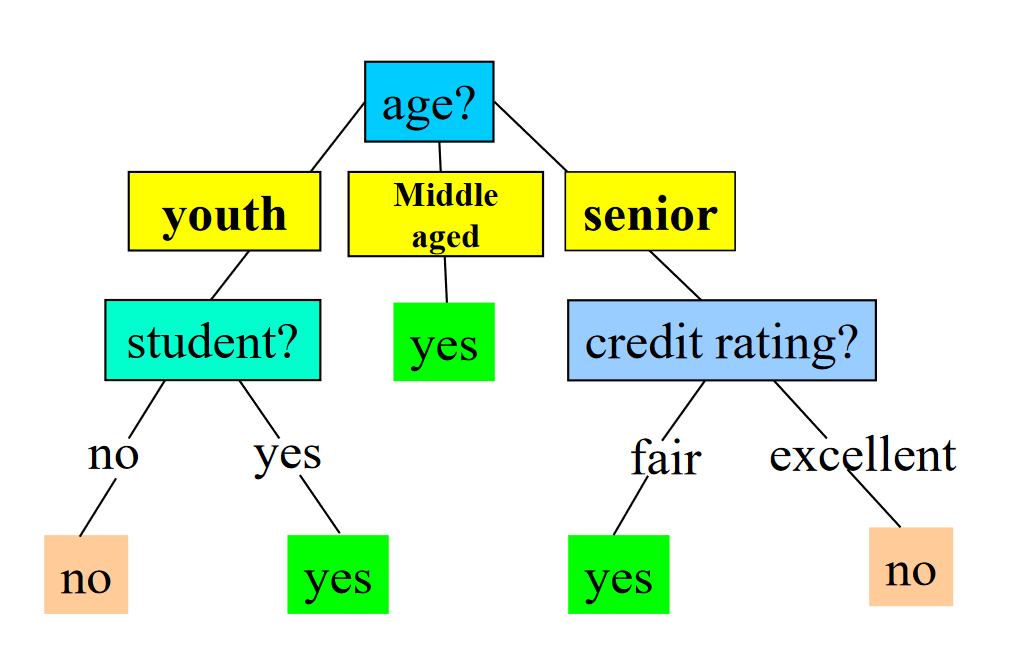 age?
youth
Middle
aged
senior
student?
yes
credit rating?
no
yes
fair
excellent
no
yes
yes
no